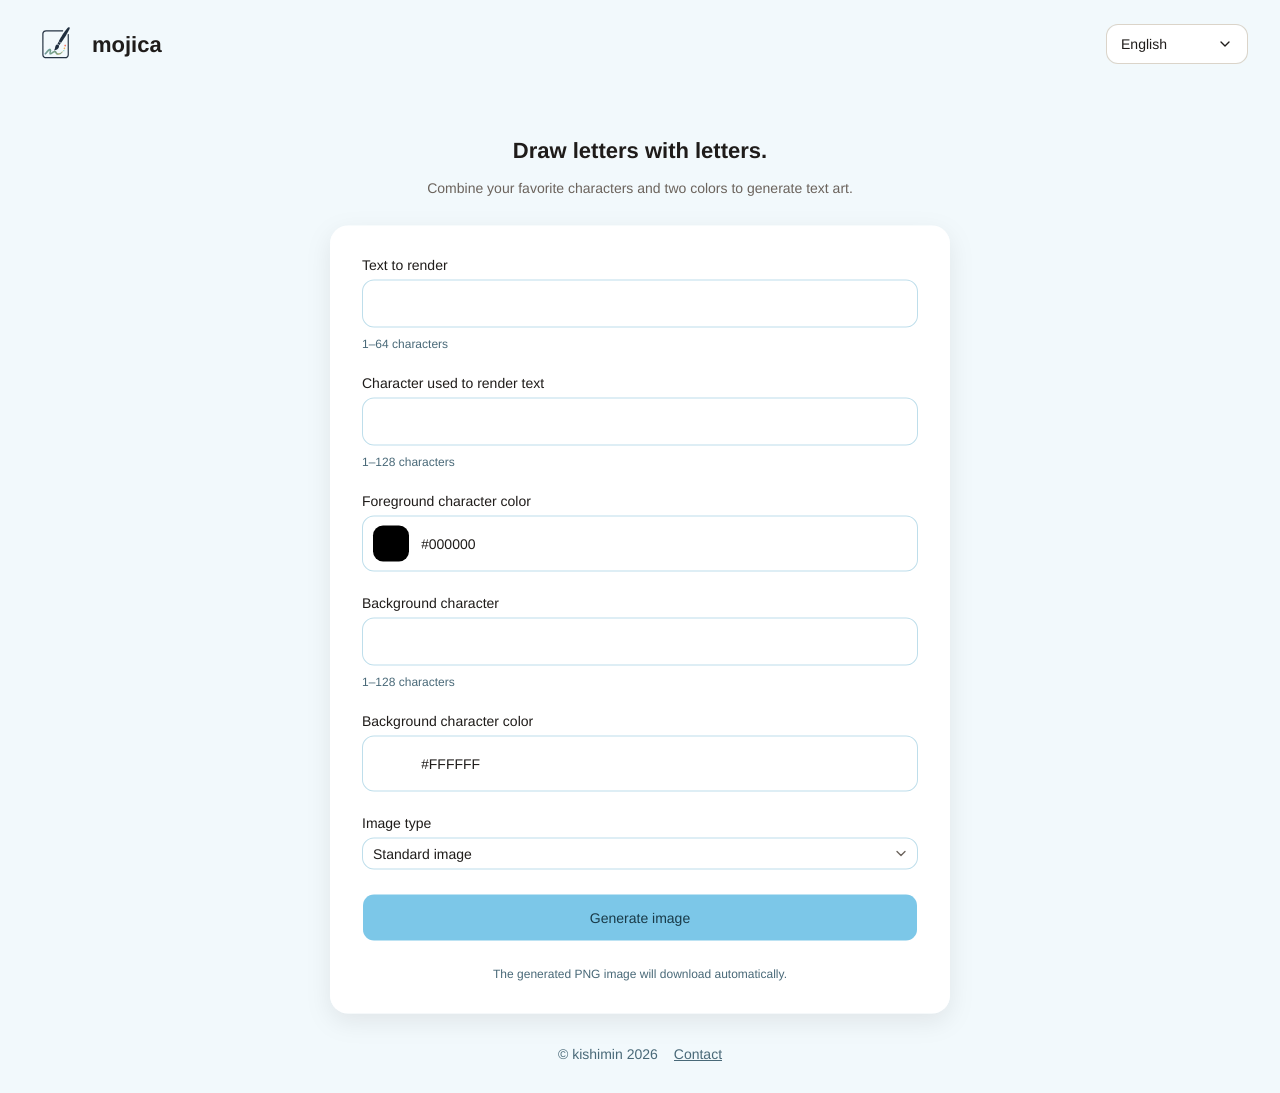 mojica
English
Draw letters with letters.
Combine your favorite characters and two colors to generate text art.
Text to render
1–64 characters
Character used to render text
1–128 characters
Foreground character color
#000000
Background character
1–128 characters
Background character color
#FFFFFF
Image type
Standard image
Generate image
The generated PNG image will download automatically.
© kishimin 2026 Contact